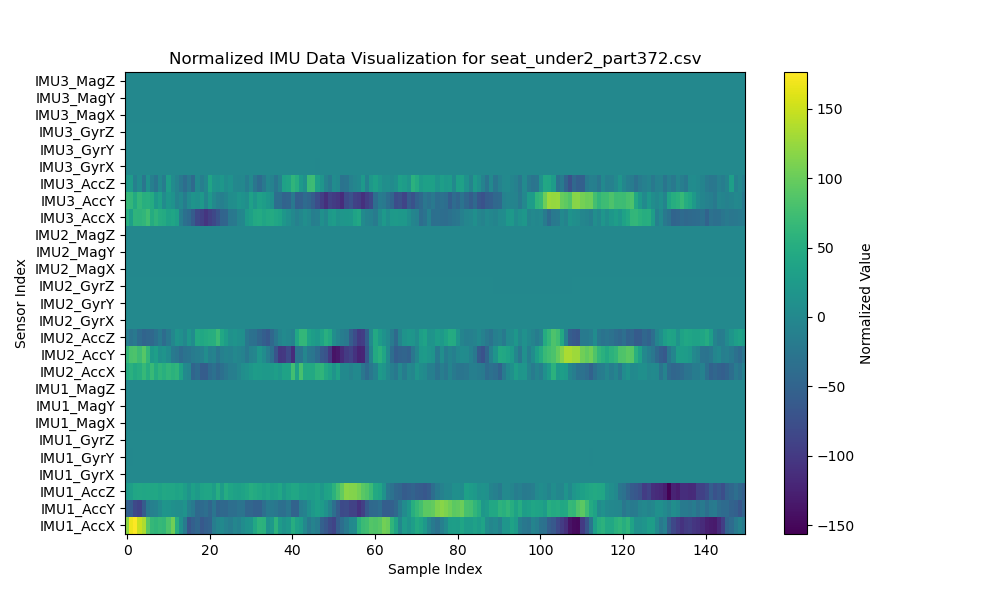 Normalized IMU Data Visualization for seat_under2_part372.csv
IMU3_MagZ
IMU3_MagY
IMU3_MagX
IMU3_GyrZ
IMU3_GyrY
IMU3_GyrX
IMU3_AccZ
IMU3_AccY
IMU3_AccX
IMU2_MagZ
IMU2_MagY
IMU2_MagX
IMU2_GyrZ
IMU2_GyrY
IMU2_GyrX
IMU2_AccZ
IMU2_AccY
IMU2_AccX
IMU1_MagZ
IMU1_MagY
IMU1_MagX
IMU1_GyrZ
IMU1_GyrY
IMU1_GyrX
IMU1_AccZ
IMU1_AccY
IMU1_AccX
Sensor Index
0 20 40 60 80 100 120 140
Sample Index
150
100
50
0
−50
−100
−150
Normalized Value